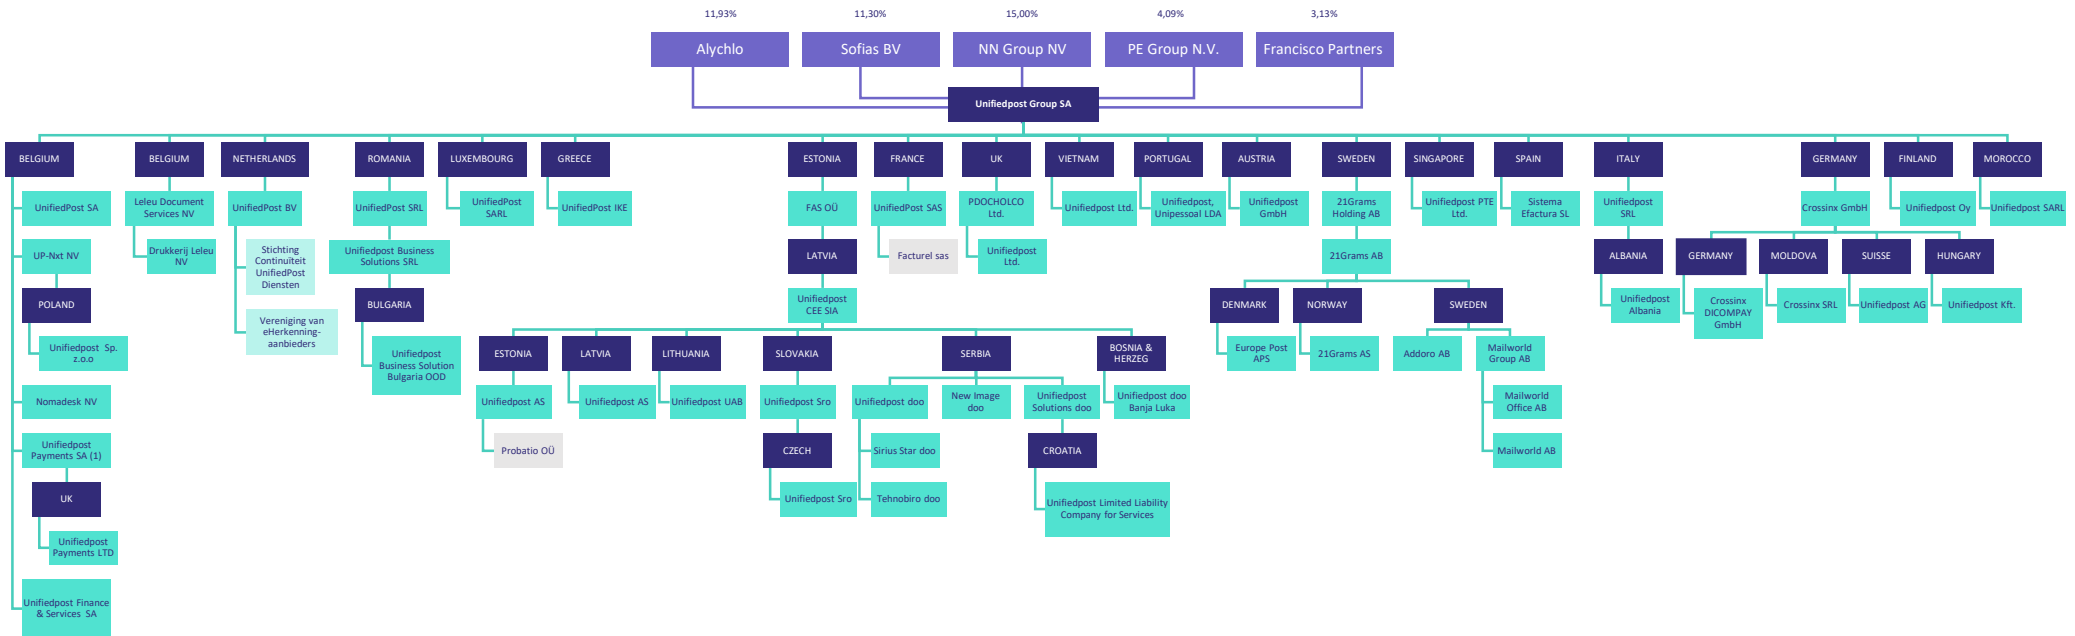 11,93%
11,30%
15,00%
4,09%
3,13%
Alychlo
Sofias BV
NN Group NV
PE Group N.V.
Francisco Partners
Unifiedpost Group SA
BELGIUM
BELGIUM
NETHERLANDS
ROMANIA
LUXEMBOURG
GREECE
ESTONIA
FRANCE
UK
VIETNAM
PORTUGAL
AUSTRIA
SWEDEN
SINGAPORE
SPAIN
ITALY
GERMANY
FINLAND
MOROCCO
UnifiedPost SA
Leleu Document
Services NV
UnifiedPost BV
UnifiedPost SRL
UnifiedPost
SARL
UnifiedPost IKE
FAS OÜ
UnifiedPost SAS
PDOCHOLCO
Ltd.
Unifiedpost Ltd.
Unifiedpost,
Unipessoal LDA
Unifiedpost
GmbH
21Grams
Holding AB
Unifiedpost PTE
Ltd.
Sistema
Efactura SL
Unifiedpost
SRL
Crossinx GmbH
Unifiedpost Oy
Unifiedpost SARL
UP-Nxt NV
Drukkerij Leleu
NV
Stichting
Continuïteit
UnifiedPost
Diensten
Unifiedpost Business
Solutions SRL
LATVIA
Facturel sas
Unifiedpost
Ltd.
21Grams AB
ALBANIA
GERMANY
MOLDOVA
SUISSE
HUNGARY
POLAND
BULGARIA
Unifiedpost
CEE SIA
DENMARK
NORWAY
SWEDEN
Unifiedpost
Albania
Crossinx
DICOMPAY
GmbH
Crossinx SRL
Unifiedpost AG
Unifiedpost Kft.
Vereniging van
eHerkenning-
aanbieders
Unifiedpost Sp.
z.o.o
Unifiedpost
Business Solution
Bulgaria OOD
ESTONIA
LATVIA
LITHUANIA
SLOVAKIA
SERBIA
BOSNIA &
HERZEG
Europe Post
APS
21Grams AS
Addoro AB
Mailworld
Group AB
Nomadesk NV
Unifiedpost AS
Unifiedpost AS
Unifiedpost UAB
Unifiedpost Sro
Unifiedpost doo
New Image
doo
Unifiedpost
Solutions doo
Unifiedpost doo
Banja Luka
Mailworld
Office AB
Unifiedpost
Payments SA (1)
Probatio OÜ
CZECH
Sirius Star doo
CROATIA
Mailworld AB
UK
Unifiedpost Sro
Tehnobiro doo
Unifiedpost Limited Liability
Company for Services
Unifiedpost
Payments LTD
Unifiedpost Finance
& Services SA